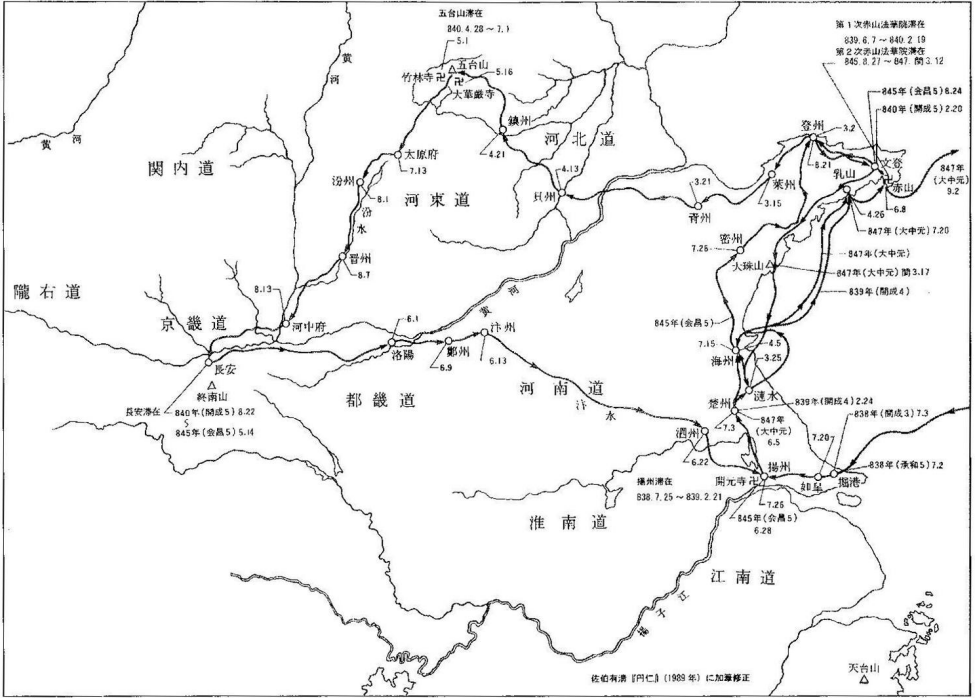 五台山滞在
840.4.28～7.1
5.1
五台山
竹林寺卍
卍
大華厳寺
5.16
第1次赤山法華院滞在
839.6.7～840.2.19
第2次赤山法華院滞在
845.8.27～847.閏3.12
845年(会昌5)8.24
840年(開成5)2.20
黄
河
黄
河
鎮州
4.21
河北道
登州
3.2
8.21
文登
乳山
赤山
847年
(大中元)
9.2
関内道
太原府
7.13
4.13
貝州
3.21
青州
莱州
3.15
4.26
6.8
847年(大中元)7.20
汾州
8.1
汾
水
河東道
密州
7.26
大珠山
847年(大中元)
847年(大中元)閏3.17
839年(開成4)
晋州
8.7
隴右道
京畿道
8.13
河中府
黄
河
845年(会昌5)
長安
終南山
6.1
洛陽
鄭州
6.9
汴州
6.13
7.15
海州
4.5
3.25
長安滞在
840年(開成5)8.22
～
845年(会昌5)5.14
都畿道
河南道
汴
水
漣水
楚州
7.3
839年(開成4)2.24
847年
(大中元)
6.5
838年(開成3)7.3
泗州
6.22
7.20
838年(承和5)7.2
揚州滞在
838.7.25～839.2.21
揚州
開元寺卍
如皐
掘港
7.25
845年(会昌5)
6.28
淮南道
江南道
揚
子
江
天台山
佐伯有清『円仁』(1989年)に加筆修正